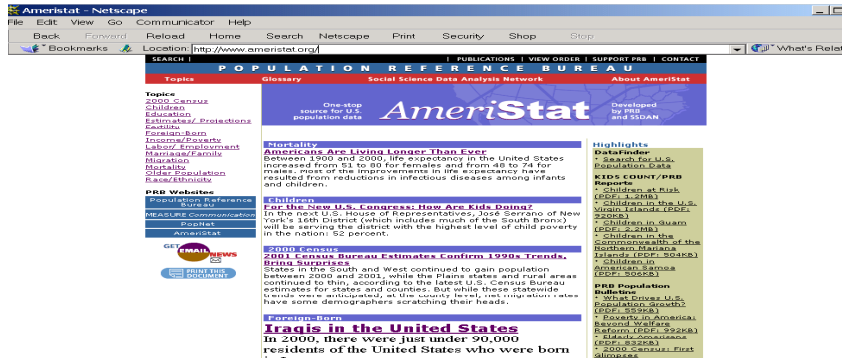 Ameristat - Netscape
File Edit View Go Communicator Help
Back Forward Reload Home Search Netscape Print Security Shop Stop
Bookmarks Location: http://www.ameristat.org/ What's Relat
SEARCH | | PUBLICATIONS | VIEW ORDER | SUPPORT PRB | CONTACT
POPULATION REFERENCE BUREAU
Topics Glossary Social Science Data Analysis Network About AmeriStat
One-stop
source for U.S.
population data
AmeriStat
Developed
by PRB
and SSDAN
Topics
2000 Census
Children
Education
Estimates/ Projections
Fertility
Foreign-Born
Income/Poverty
Labor/ Employment
Marriage/Family
Migration
Mortality
Older Population
Race/Ethnicity
PRB Websites
Population Reference
Bureau
MEASURE Communication
PopNet
AmeriStat
GET
EMAIL
NEWS
PRINT THIS
DOCUMENT
Mortality
Americans Are Living Longer Than Ever
Between 1900 and 2000, life expectancy in the United States
increased from 51 to 80 for females and from 48 to 74 for
males. Most of the improvements in life expectancy have
resulted from reductions in infectious diseases among infants
and children.
Children
For the New U.S. Congress: How Are Kids Doing?
In the next U.S. House of Representatives, José Serrano of New
York's 16th District (which includes much of the South Bronx)
will be serving the district with the highest level of child poverty
in the nation: 52 percent.
2000 Census
2001 Census Bureau Estimates Confirm 1990s Trends,
Bring Surprises
States in the South and West continued to gain population
between 2000 and 2001, while the Plains states and rural areas
continued to thin, according to the latest U.S. Census Bureau
estimates for states and counties. But while these statewide
trends were anticipated, at the county level, net migration rates
have some demographers scratching their heads.
Foreign-Born
Iraqis in the United States
In 2000, there were just under 90,000
residents of the United States who were born
Highlights
DataFinder
• Search for U.S.
Population Data
KIDS COUNT/PRB
Reports
• Children at Risk
(PDF: 1.2MB)
• Children in the U.S.
Virgin Islands (PDF:
920KB)
• Children in Guam
(PDF: 2.2MB)
• Children in the
Commonwealth of the
Northern Mariana
Islands (PDF: 504KB)
• Children in
American Samoa
(PDF: 506KB)
PRB Population
Bulletins
• What Drives U.S.
Population Growth?
(PDF: 559KB)
• Poverty in America:
Beyond Welfare
Reform (PDF: 992KB)
• Elderly Americans
(PDF: 832KB)
• 2000 Census: First
Glimpses